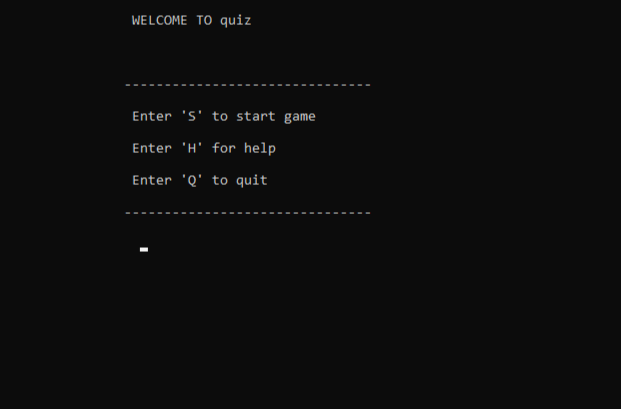 WELCOME TO quiz
-------------------------------
Enter 'S' to start game
Enter 'H' for help
Enter 'Q' to quit
-------------------------------